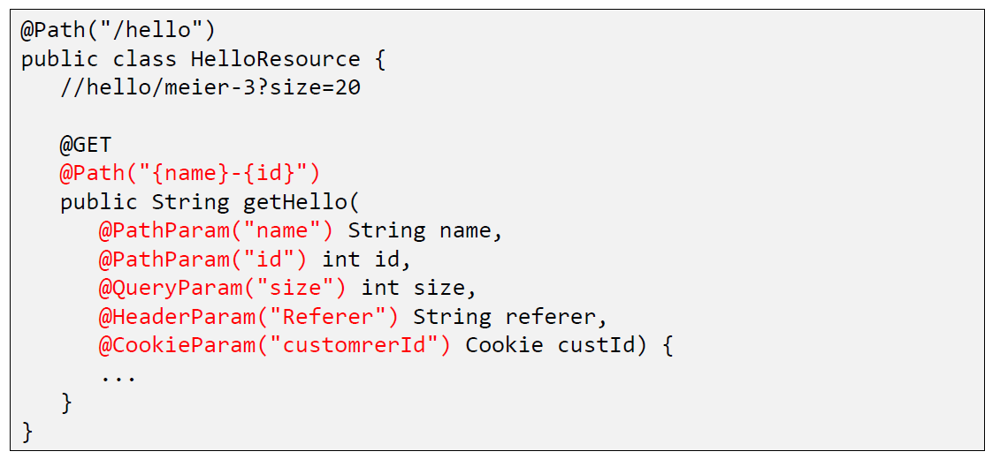 @Path("/hello")
public class HelloResource {
//hello/meier-3?size=20
@GET
@Path("{name}-{id}")
public String getHello(
@PathParam("name") String name,
@PathParam("id") int id,
@QueryParam("size") int size,
@HeaderParam("Referer") String referer,
@CookieParam("customrerId") Cookie custId) {
...
}
}